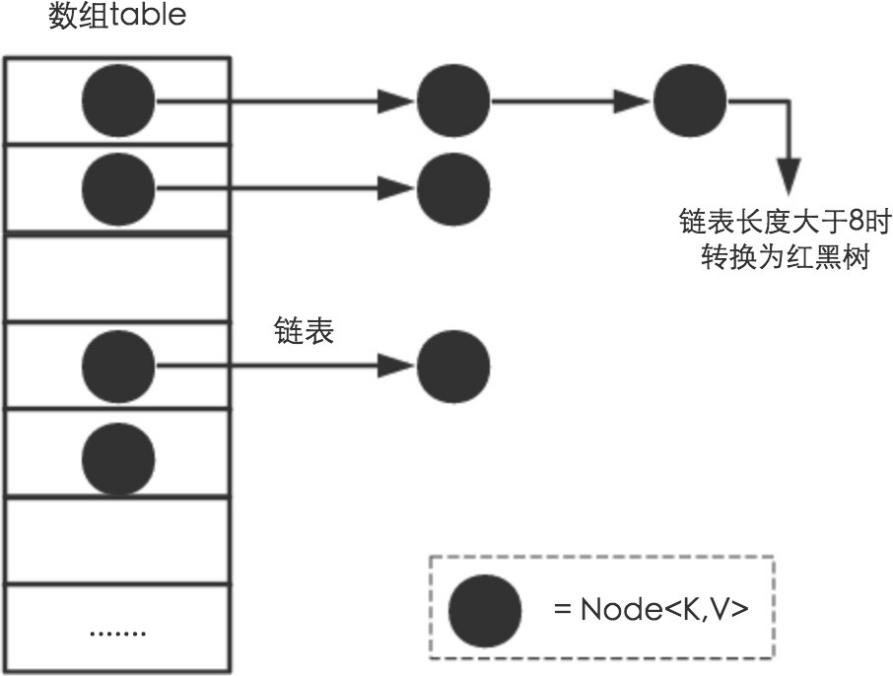 数组table
链表长度大于8时
转换为红黑树
链表
.......
= Node<K,V>